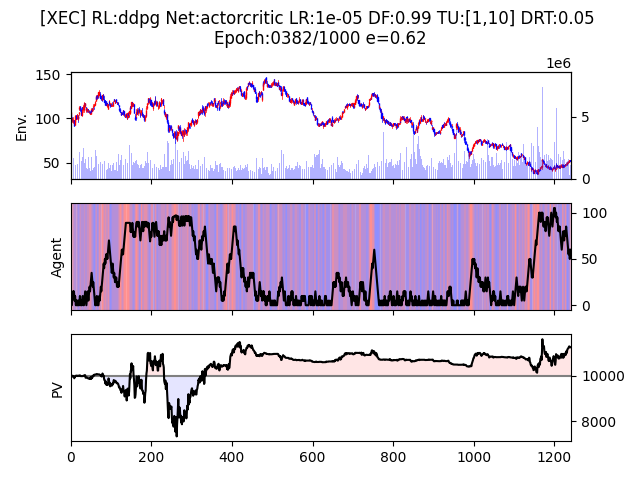 [XEC] RL:ddpg Net:actorcritic LR:1e-05 DF:0.99 TU:[1,10] DRT:0.05
Epoch:0382/1000 e=0.62
1e6
150
100
50
Env.
5
0
Agent
100
50
0
PV
10000
8000
0
200
400
600
800
1000
1200